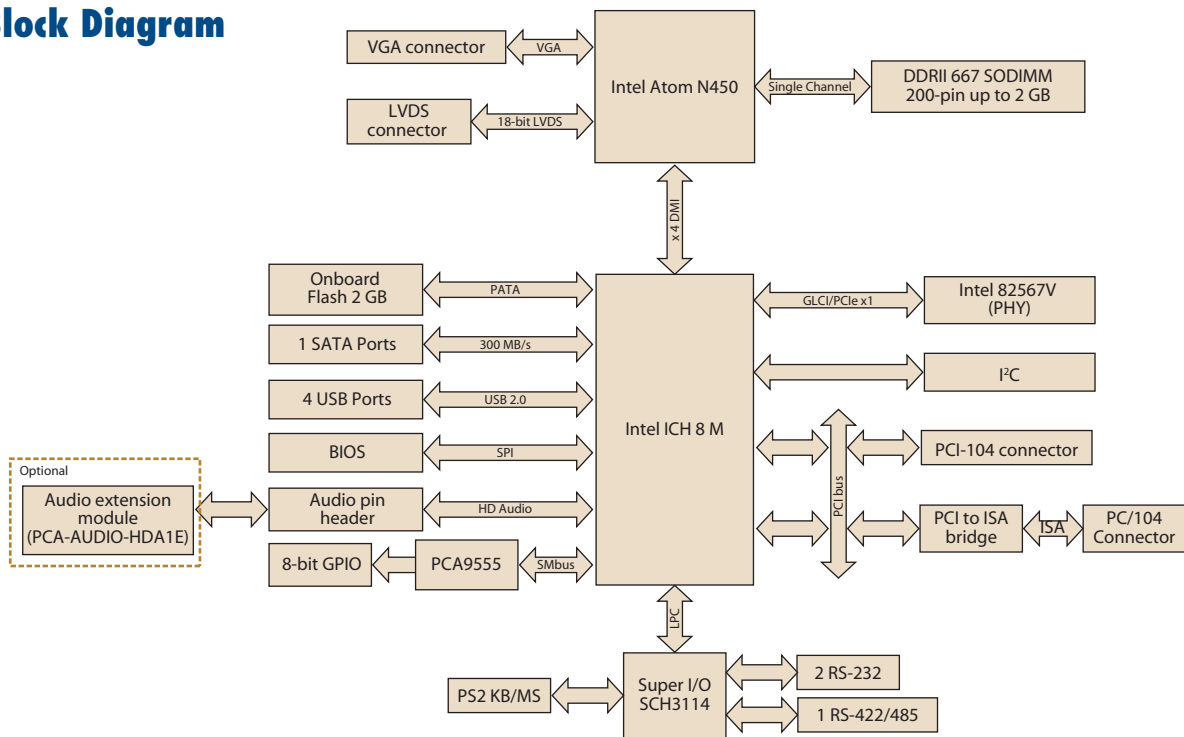 Block Diagram
VGA connector
VGA
Intel Atom N450
Single Channel
DDRII 667 SODIMM
200-pin up to 2 GB
LVDS
connector
18-bit LVDS
x 4 DMI
Onboard
Flash 2 GB
PATA
GLCI/PCIe x1
Intel 82567V
(PHY)
1 SATA Ports
300 MB/s
I²C
4 USB Ports
USB 2.0
Intel ICH 8 M
BIOS
SPI
PCI bus
PCI-104 connector
Optional
Audio extension
module
(PCA-AUDIO-HDA1E)
Audio pin
header
HD Audio
PCI to ISA
bridge
ISA
PC/104
Connector
8-bit GPIO
PCA9555
SMbus
LPC
PS2 KB/MS
Super I/O
SCH3114
2 RS-232
1 RS-422/485